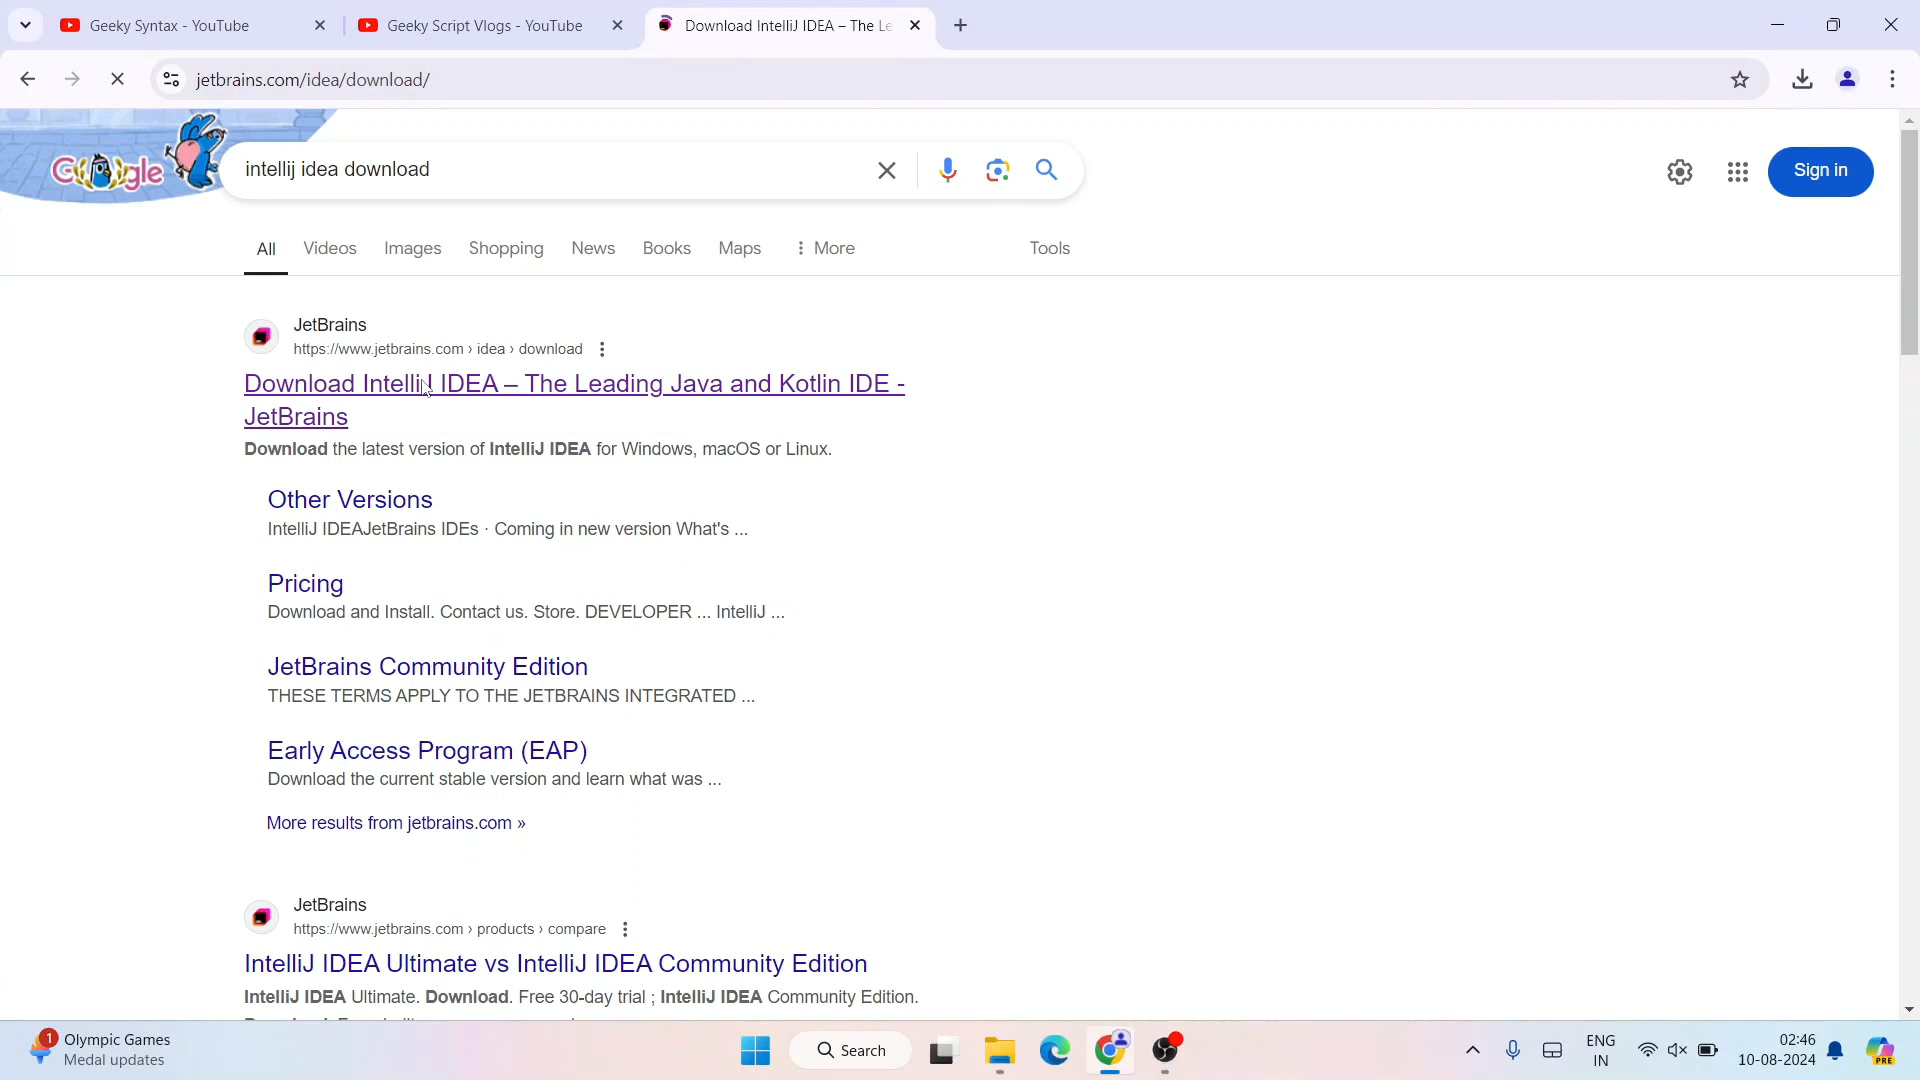 Geeky Syntax - YouTube
Geeky Script Vlogs - YouTube
Download IntelliJ IDEA – The Le
jetbrains.com/idea/download/
Google
intellij idea download
Sign in
All
Videos
Images
Shopping
News
Books
Maps
More
Tools
JetBrains
https://www.jetbrains.com › idea › download
Download IntelliJ IDEA – The Leading Java and Kotlin IDE -
JetBrains
Download the latest version of IntelliJ IDEA for Windows, macOS or Linux.
Other Versions
IntelliJ IDEAJetBrains IDEs · Coming in new version What's ...
Pricing
Download and Install. Contact us. Store. DEVELOPER ... IntelliJ ...
JetBrains Community Edition
THESE TERMS APPLY TO THE JETBRAINS INTEGRATED ...
Early Access Program (EAP)
Download the current stable version and learn what was ...
More results from jetbrains.com »
JetBrains
https://www.jetbrains.com › products › compare
IntelliJ IDEA Ultimate vs IntelliJ IDEA Community Edition
IntelliJ IDEA Ultimate. Download. Free 30-day trial ; IntelliJ IDEA Community Edition.
1
Olympic Games
Medal updates
Search
ENG
IN
02:46
10-08-2024
PRE